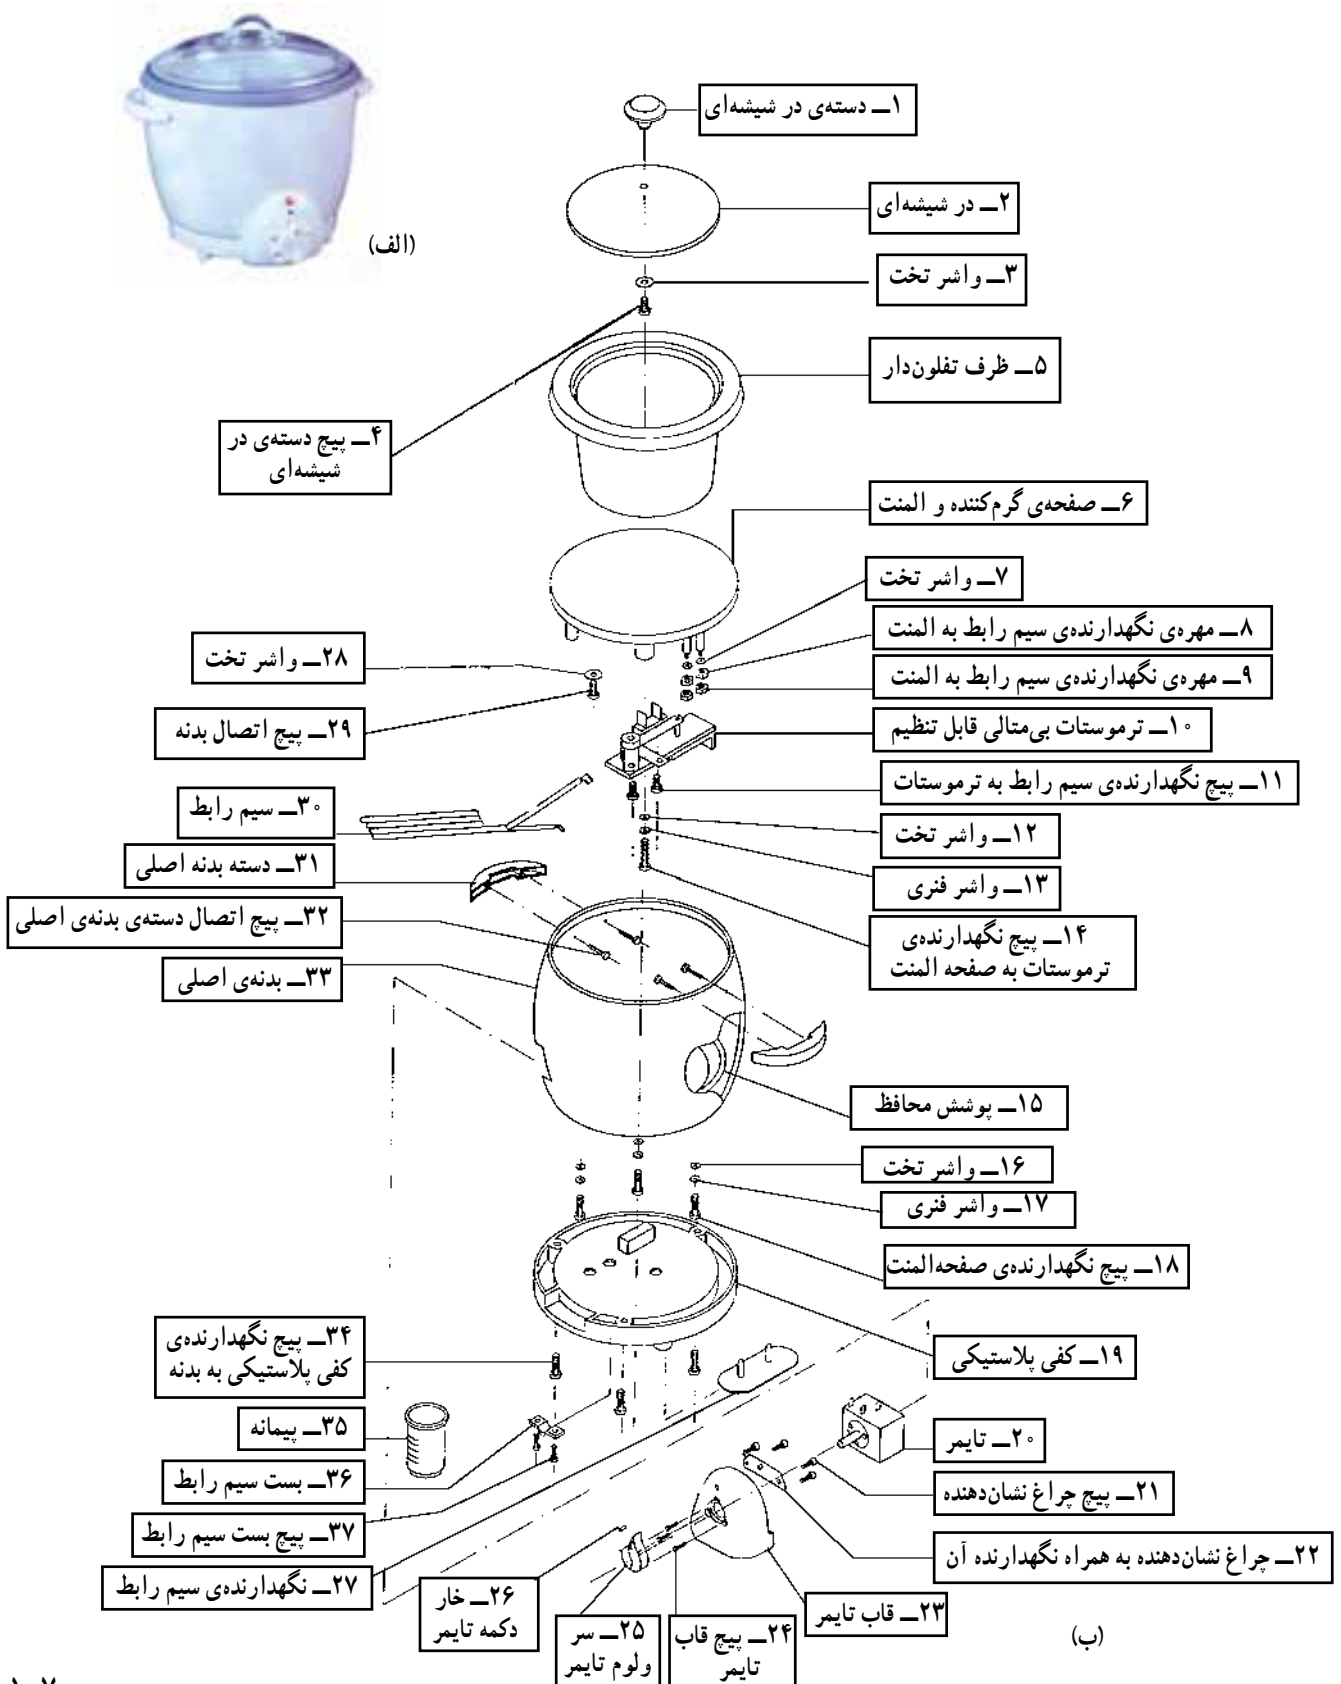 (الف)
۱ــ دسته‌ی در شیشه‌ای
۲ــ در شیشه‌ای
۳ــ واشر تخت
۵ــ ظرف تفلون‌دار
۴ــ پیچ دسته‌ی در
شیشه‌ای
۶ــ صفحه‌ی گرم‌کننده و المنت
۷ــ واشر تخت
۸ــ مهره‌ی نگهدارنده‌ی سیم رابط به المنت
۹ــ مهره‌ی نگهدارنده‌ی سیم رابط به المنت
۱۰ــ ترموستات بی‌متالی قابل تنظیم
۱۱ــ پیچ نگهدارنده‌ی سیم رابط به ترموستات
۱۲ــ واشر تخت
۱۳ــ واشر فنری
۱۴ــ پیچ نگهدارنده‌ی
ترموستات به صفحه المنت
۲۸ــ واشر تخت
۲۹ــ پیچ اتصال بدنه
۳۰ــ سیم رابط
۳۱ــ دسته بدنه اصلی
۳۲ــ پیچ اتصال دسته‌ی بدنه‌ی اصلی
۳۳ــ بدنه‌ی اصلی
۱۵ــ پوشش محافظ
۱۶ــ واشر تخت
۱۷ــ واشر فنری
۱۸ــ پیچ نگهدارنده‌ی صفحه‌المنت
۱۹ــ کفی پلاستیکی
۳۴ــ پیچ نگهدارنده‌ی
کفی پلاستیکی به بدنه
۳۵ــ پیمانه
۳۶ــ بست سیم رابط
۳۷ــ پیچ بست سیم رابط
۲۷ــ نگهدارنده‌ی سیم رابط
۲۰ــ تایمر
۲۱ــ پیچ چراغ نشان‌دهنده
۲۲ــ چراغ نشان‌دهنده به همراه نگهدارنده آن
۲۳ــ قاب تایمر
۲۴ــ پیچ قاب
تایمر
۲۵ــ سر
ولوم تایمر
۲۶ــ خار
دکمه تایمر
(ب)